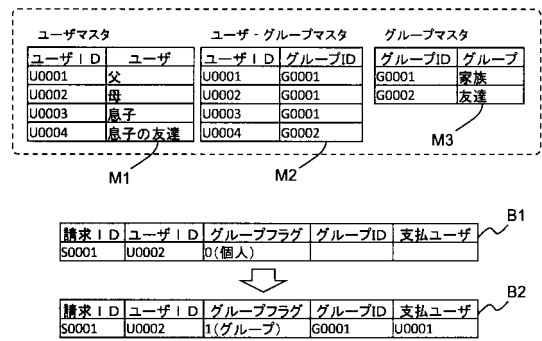 ユーザマスタ
ユーザID ユーザ
U0001 父
U0002 母
U0003 息子
U0004 息子の友達
M1
ユーザ - グループマスタ
ユーザID グループID
U0001 G0001
U0002 G0001
U0003 G0001
U0004 G0002
M2
グループマスタ
グループID グループ
G0001 家族
G0002 友達
M3
B1
請求ID ユーザID グループフラグ グループID 支払ユーザ
S0001 U0002 0(個人)
B2
請求ID ユーザID グループフラグ グループID 支払ユーザ
S0001 U0002 1(グループ) G0001 U0001